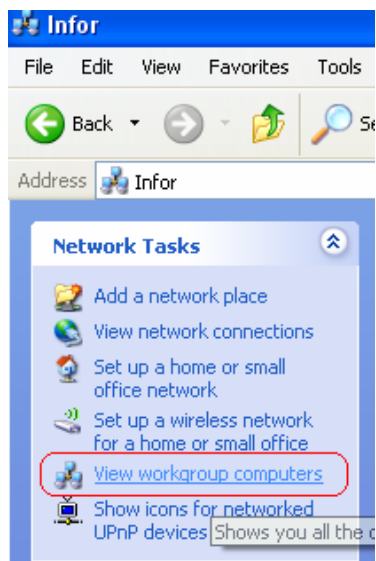 Infor
File Edit View Favorites Tools
Back
Address Infor
Network Tasks
Add a network place
View network connections
Set up a home or small
office network
Set up a wireless network
for a home or small office
View workgroup computers
Show icons for networked
UPnP devices Shows you all the